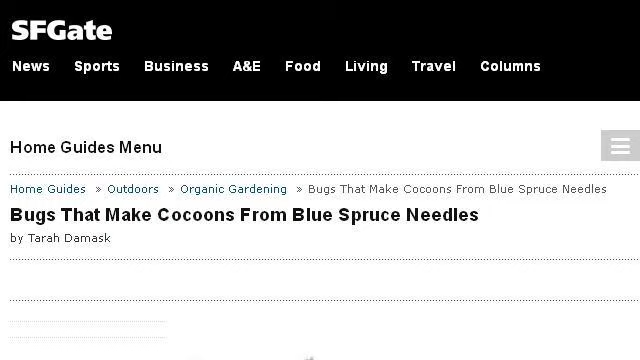 SFGate
News Sports Business A&E Food Living Travel Columns
Home Guides Menu
Home Guides » Outdoors » Organic Gardening » Bugs That Make Cocoons From Blue Spruce Needles
Bugs That Make Cocoons From Blue Spruce Needles
by Tarah Damask